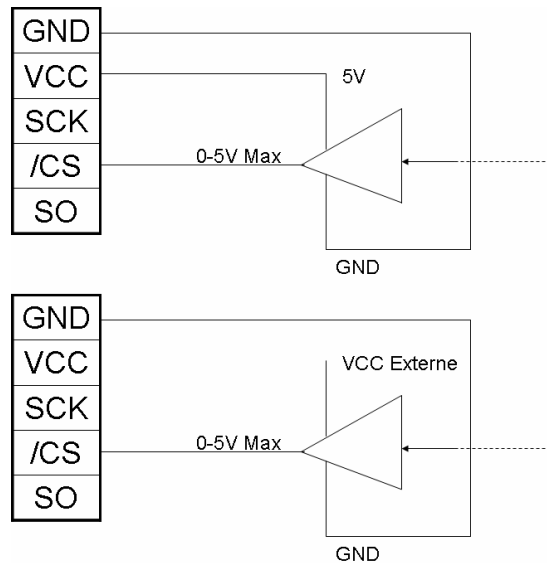 GND
VCC
5V
SCK
/CS
0-5V Max
SO
GND
GND
VCC
VCC Externe
SCK
/CS
0-5V Max
SO
GND